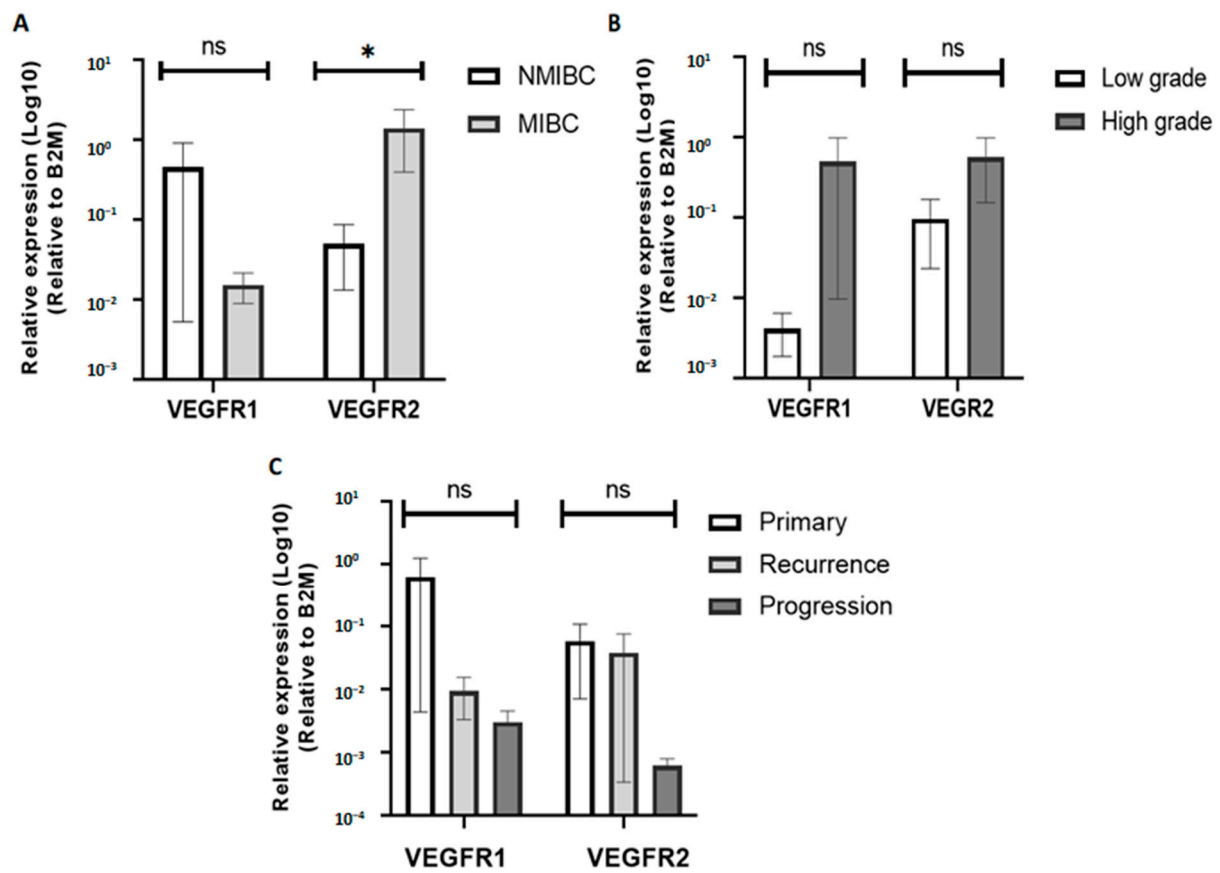 A
ns
*
Relative expression (Log10)
(Relative to B2M)
10¹
10⁰
10⁻¹
10⁻²
10⁻³
VEGFR1
VEGFR2
NMIBC
MIBC
B
ns
ns
Relative expression (Log10)
(Relative to B2M)
10¹
10⁰
10⁻¹
10⁻²
10⁻³
VEGFR1
VEGR2
Low grade
High grade
C
ns
ns
Relative expression (Log10)
(Relative to B2M)
10¹
10⁰
10⁻¹
10⁻²
10⁻³
10⁻⁴
VEGFR1
VEGFR2
Primary
Recurrence
Progression